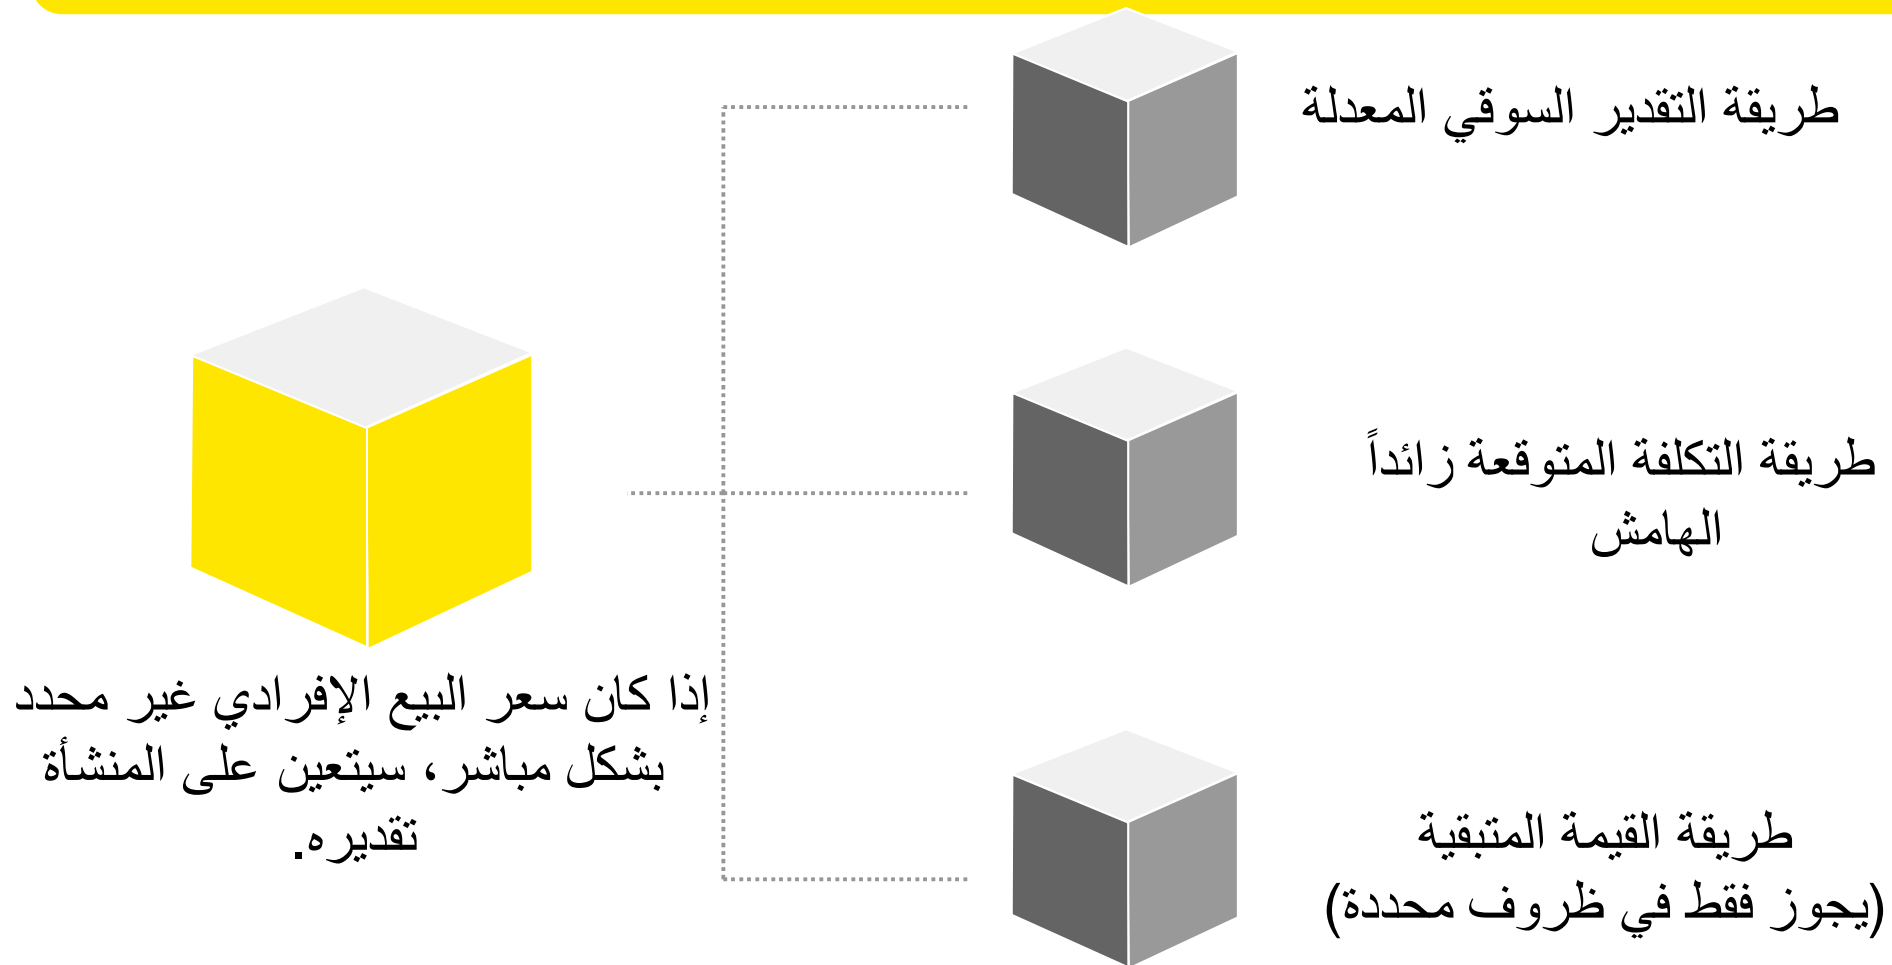 طريقة التقدير السوقي المعدلة
طريقة التكلفة المتوقعة زائداً
الهامش
إذا كان سعر البيع الإفرادي غير محدد
بشكل مباشر، سيتعين على المنشأة
تقديره.
طريقة القيمة المتبقية
(يجوز فقط في ظروف محددة)